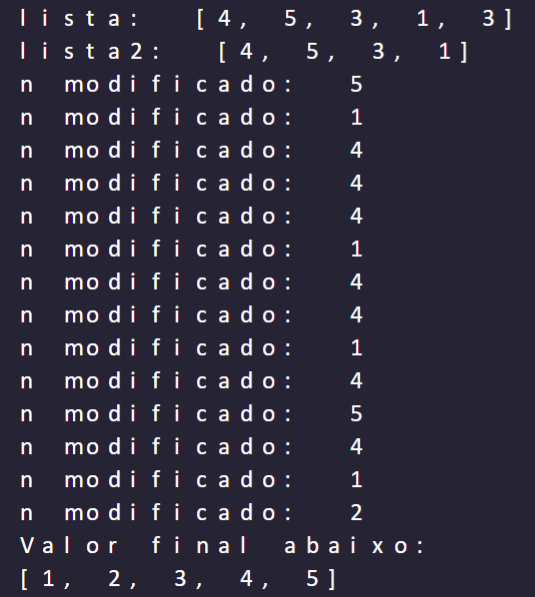 lista: [4, 5, 3, 1, 3]
lista2: [4, 5, 3, 1]
n modificado: 5
n modificado: 1
n modificado: 4
n modificado: 4
n modificado: 4
n modificado: 1
n modificado: 4
n modificado: 4
n modificado: 1
n modificado: 4
n modificado: 5
n modificado: 4
n modificado: 1
n modificado: 2
Valor final abaixo:
[1, 2, 3, 4, 5]